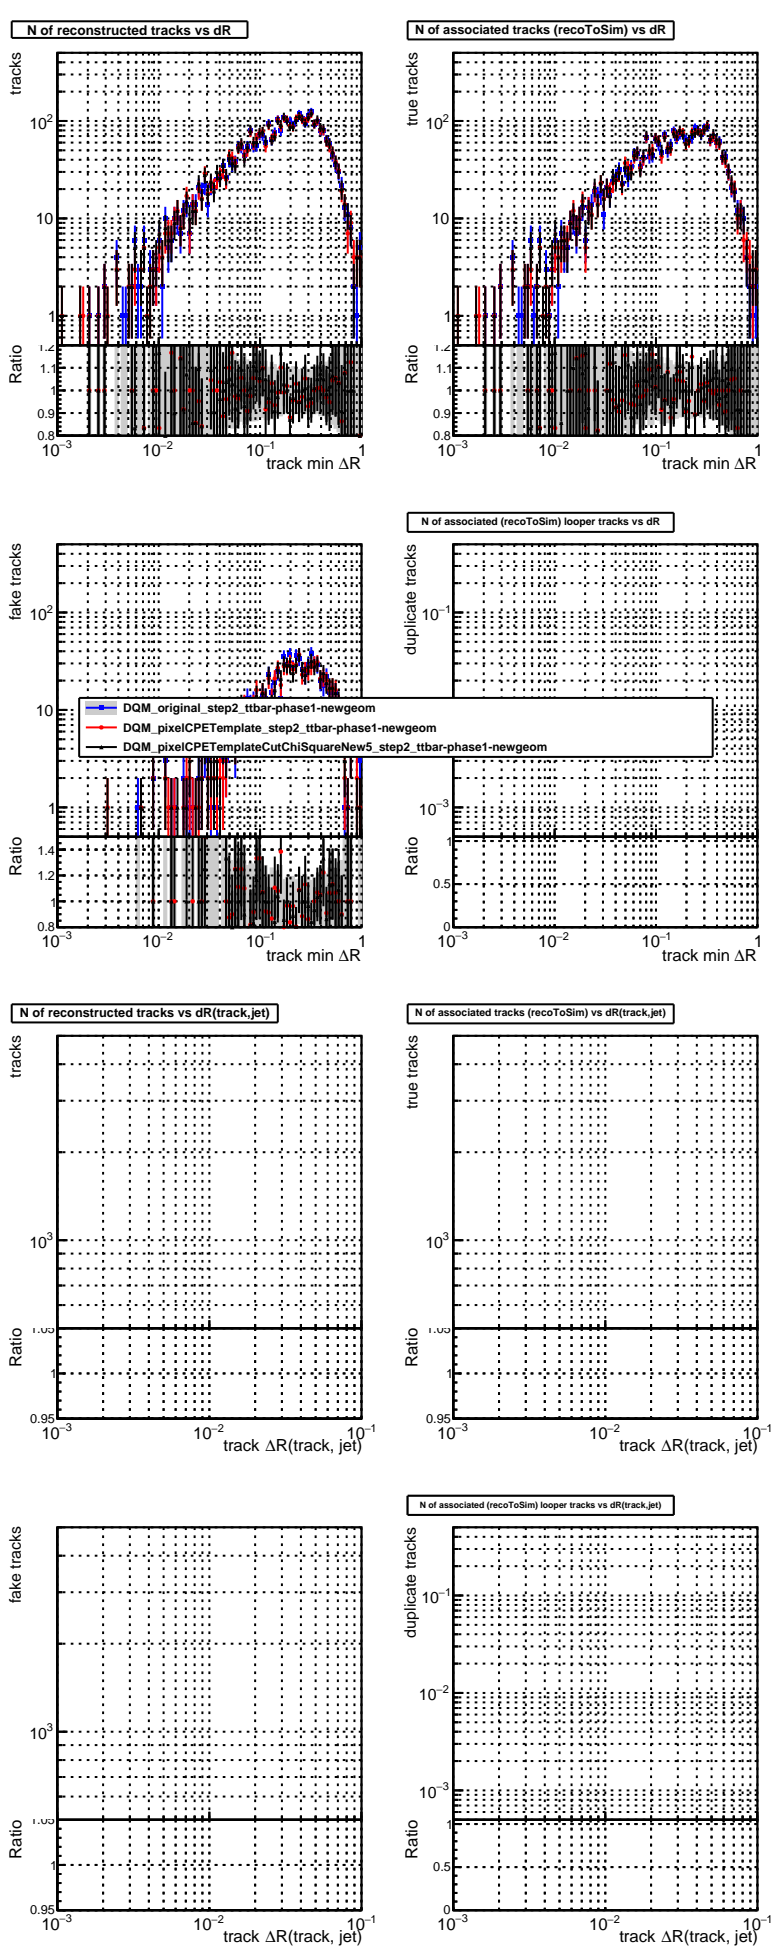 N of reconstructed tracks vs dR
tracks
10²
10
1
Ratio
1.2
1.1
1
0.9
0.8
10⁻³ 10⁻² 10⁻¹ 1
track min ΔR
N of associated tracks (recoToSim) vs dR
true tracks
10²
10
1
Ratio
1.2
1.1
1
0.9
0.8
10⁻³ 10⁻² 10⁻¹ 1
track min ΔR
fake tracks
10²
10
1
Ratio
1.4
1.2
1
0.8
10⁻³ 10⁻² 10⁻¹ 1
track min ΔR
N of associated (recoToSim) looper tracks vs dR
duplicate tracks
10⁻¹
10⁻³
Ratio
1
0.5
0
10⁻³ 10⁻² 10⁻¹ 1
track min ΔR
DQM_original_step2_ttbar-phase1-newgeom
DQM_pixelCPETemplate_step2_ttbar-phase1-newgeom
DQM_pixelCPETemplateCutChiSquareNew5_step2_ttbar-phase1-newgeom
N of reconstructed tracks vs dR(track,jet)
tracks
10³
Ratio
1.05
1
0.95
10⁻³ 10⁻² 10⁻¹
track ΔR(track, jet)
N of associated tracks (recoToSim) vs dR(track,jet)
true tracks
10³
Ratio
1.05
1
0.95
10⁻³ 10⁻² 10⁻¹
track ΔR(track, jet)
fake tracks
10³
Ratio
1.05
1
0.95
10⁻³ 10⁻² 10⁻¹
track ΔR(track, jet)
N of associated (recoToSim) looper tracks vs dR(track,jet)
duplicate tracks
10⁻¹
10⁻²
10⁻³
Ratio
1
0.5
0
10⁻³ 10⁻² 10⁻¹
track ΔR(track, jet)